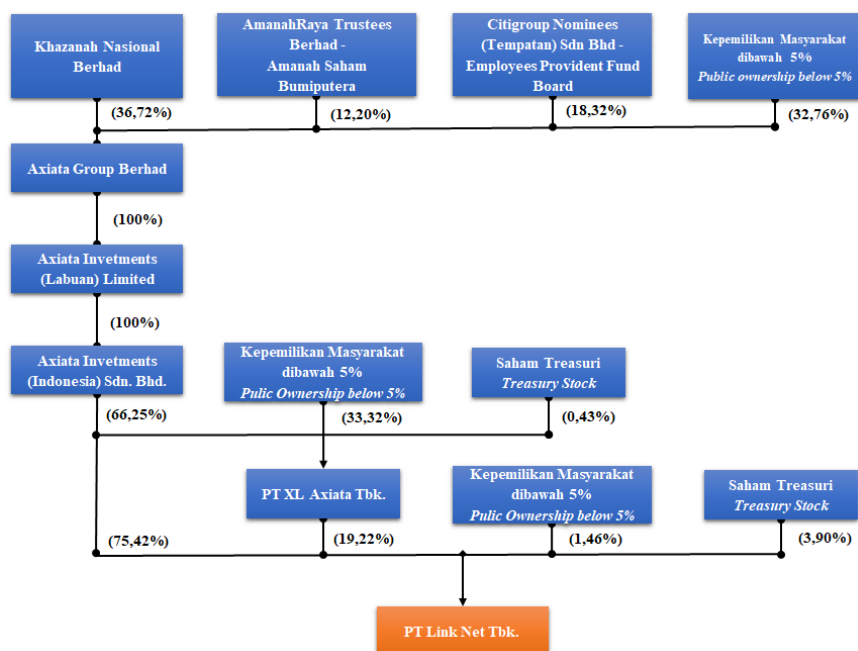 Khazanah Nasional
Berhad
AmanahRaya Trustees
Berhad -
Amanah Saham
Bumiputera
Citigroup Nominees
(Tempatan) Sdn Bhd -
Employees Provident Fund
Board
Kepemilikan Masyarakat
dibawah 5%
Public ownership below 5%
(36,72%)
(12,20%)
(18,32%)
(32,76%)
Axiata Group Berhad
(100%)
Axiata Invetments
(Labuan) Limited
(100%)
Axiata Invetments
(Indonesia) Sdn. Bhd.
Kepemilikan Masyarakat
dibawah 5%
Pulic Ownership below 5%
Saham Treasuri
Treasury Stock
(66,25%)
(33,32%)
(0,43%)
PT XL Axiata Tbk.
Kepemilikan Masyarakat
dibawah 5%
Pulic Ownership below 5%
Saham Treasuri
Treasury Stock
(75,42%)
(19,22%)
(1,46%)
(3,90%)
PT Link Net Tbk.